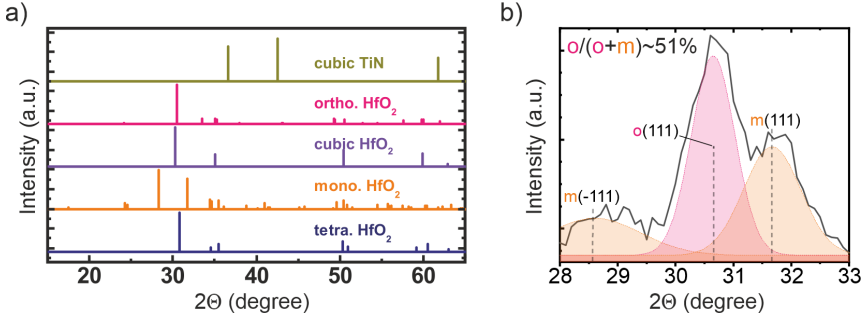 a)
Intensity (a.u.)
cubic TiN
ortho. HfO₂
cubic HfO₂
mono. HfO₂
tetra. HfO₂
20 30 40 50 60
2Θ (degree)
b)
Intensity (a.u.)
o/(o+m)~51%
m(111)
o(111)
m(-111)
28 29 30 31 32 33
2Θ (degree)